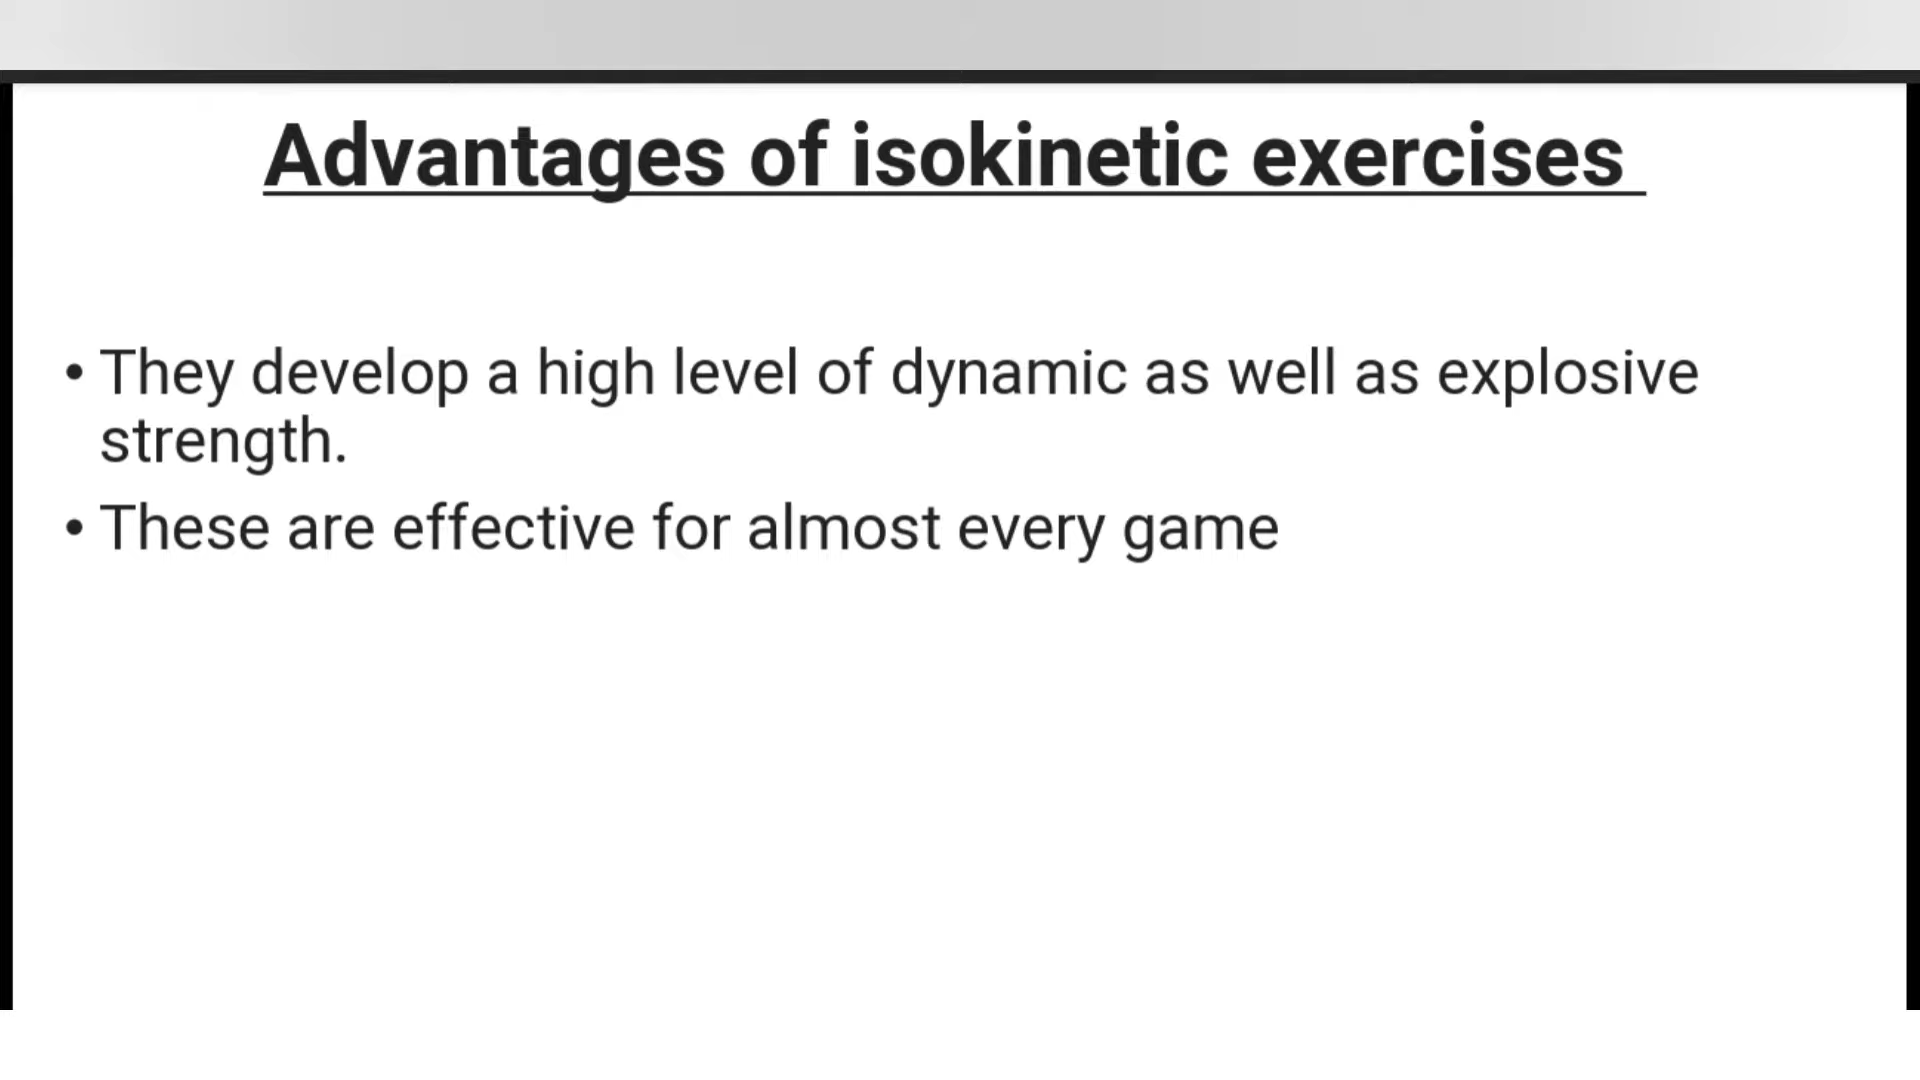 Advantages of isokinetic exercises
• They develop a high level of dynamic as well as explosive
strength.
• These are effective for almost every game